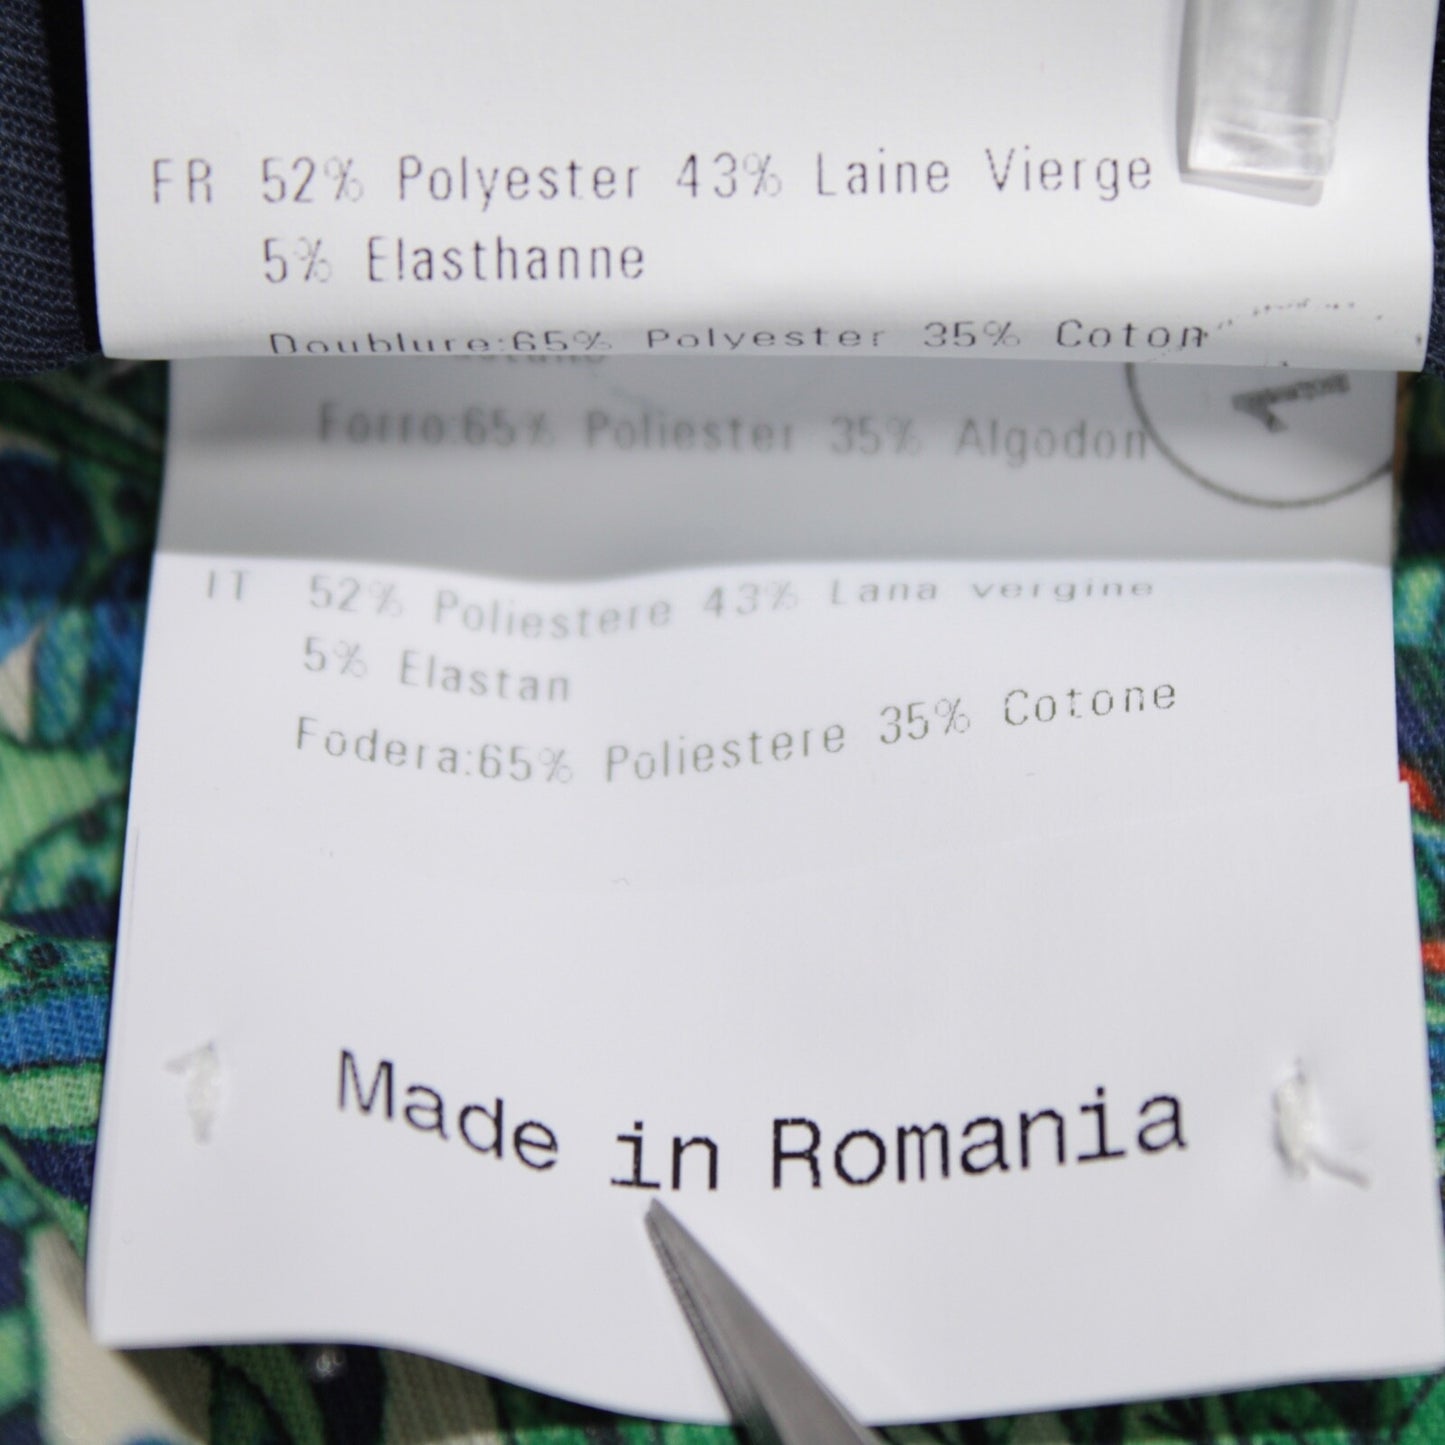 FR 52% Polyester 43% Laine Vierge
5% Elasthanne
Doublure:65% Polyester 35% Coton
Forro:65% Poliester 35% Algodon
IT 52% Poliestere 43% Lana vergine
5% Elastan
Fodera:65% Poliestere 35% Cotone
Made in Romania